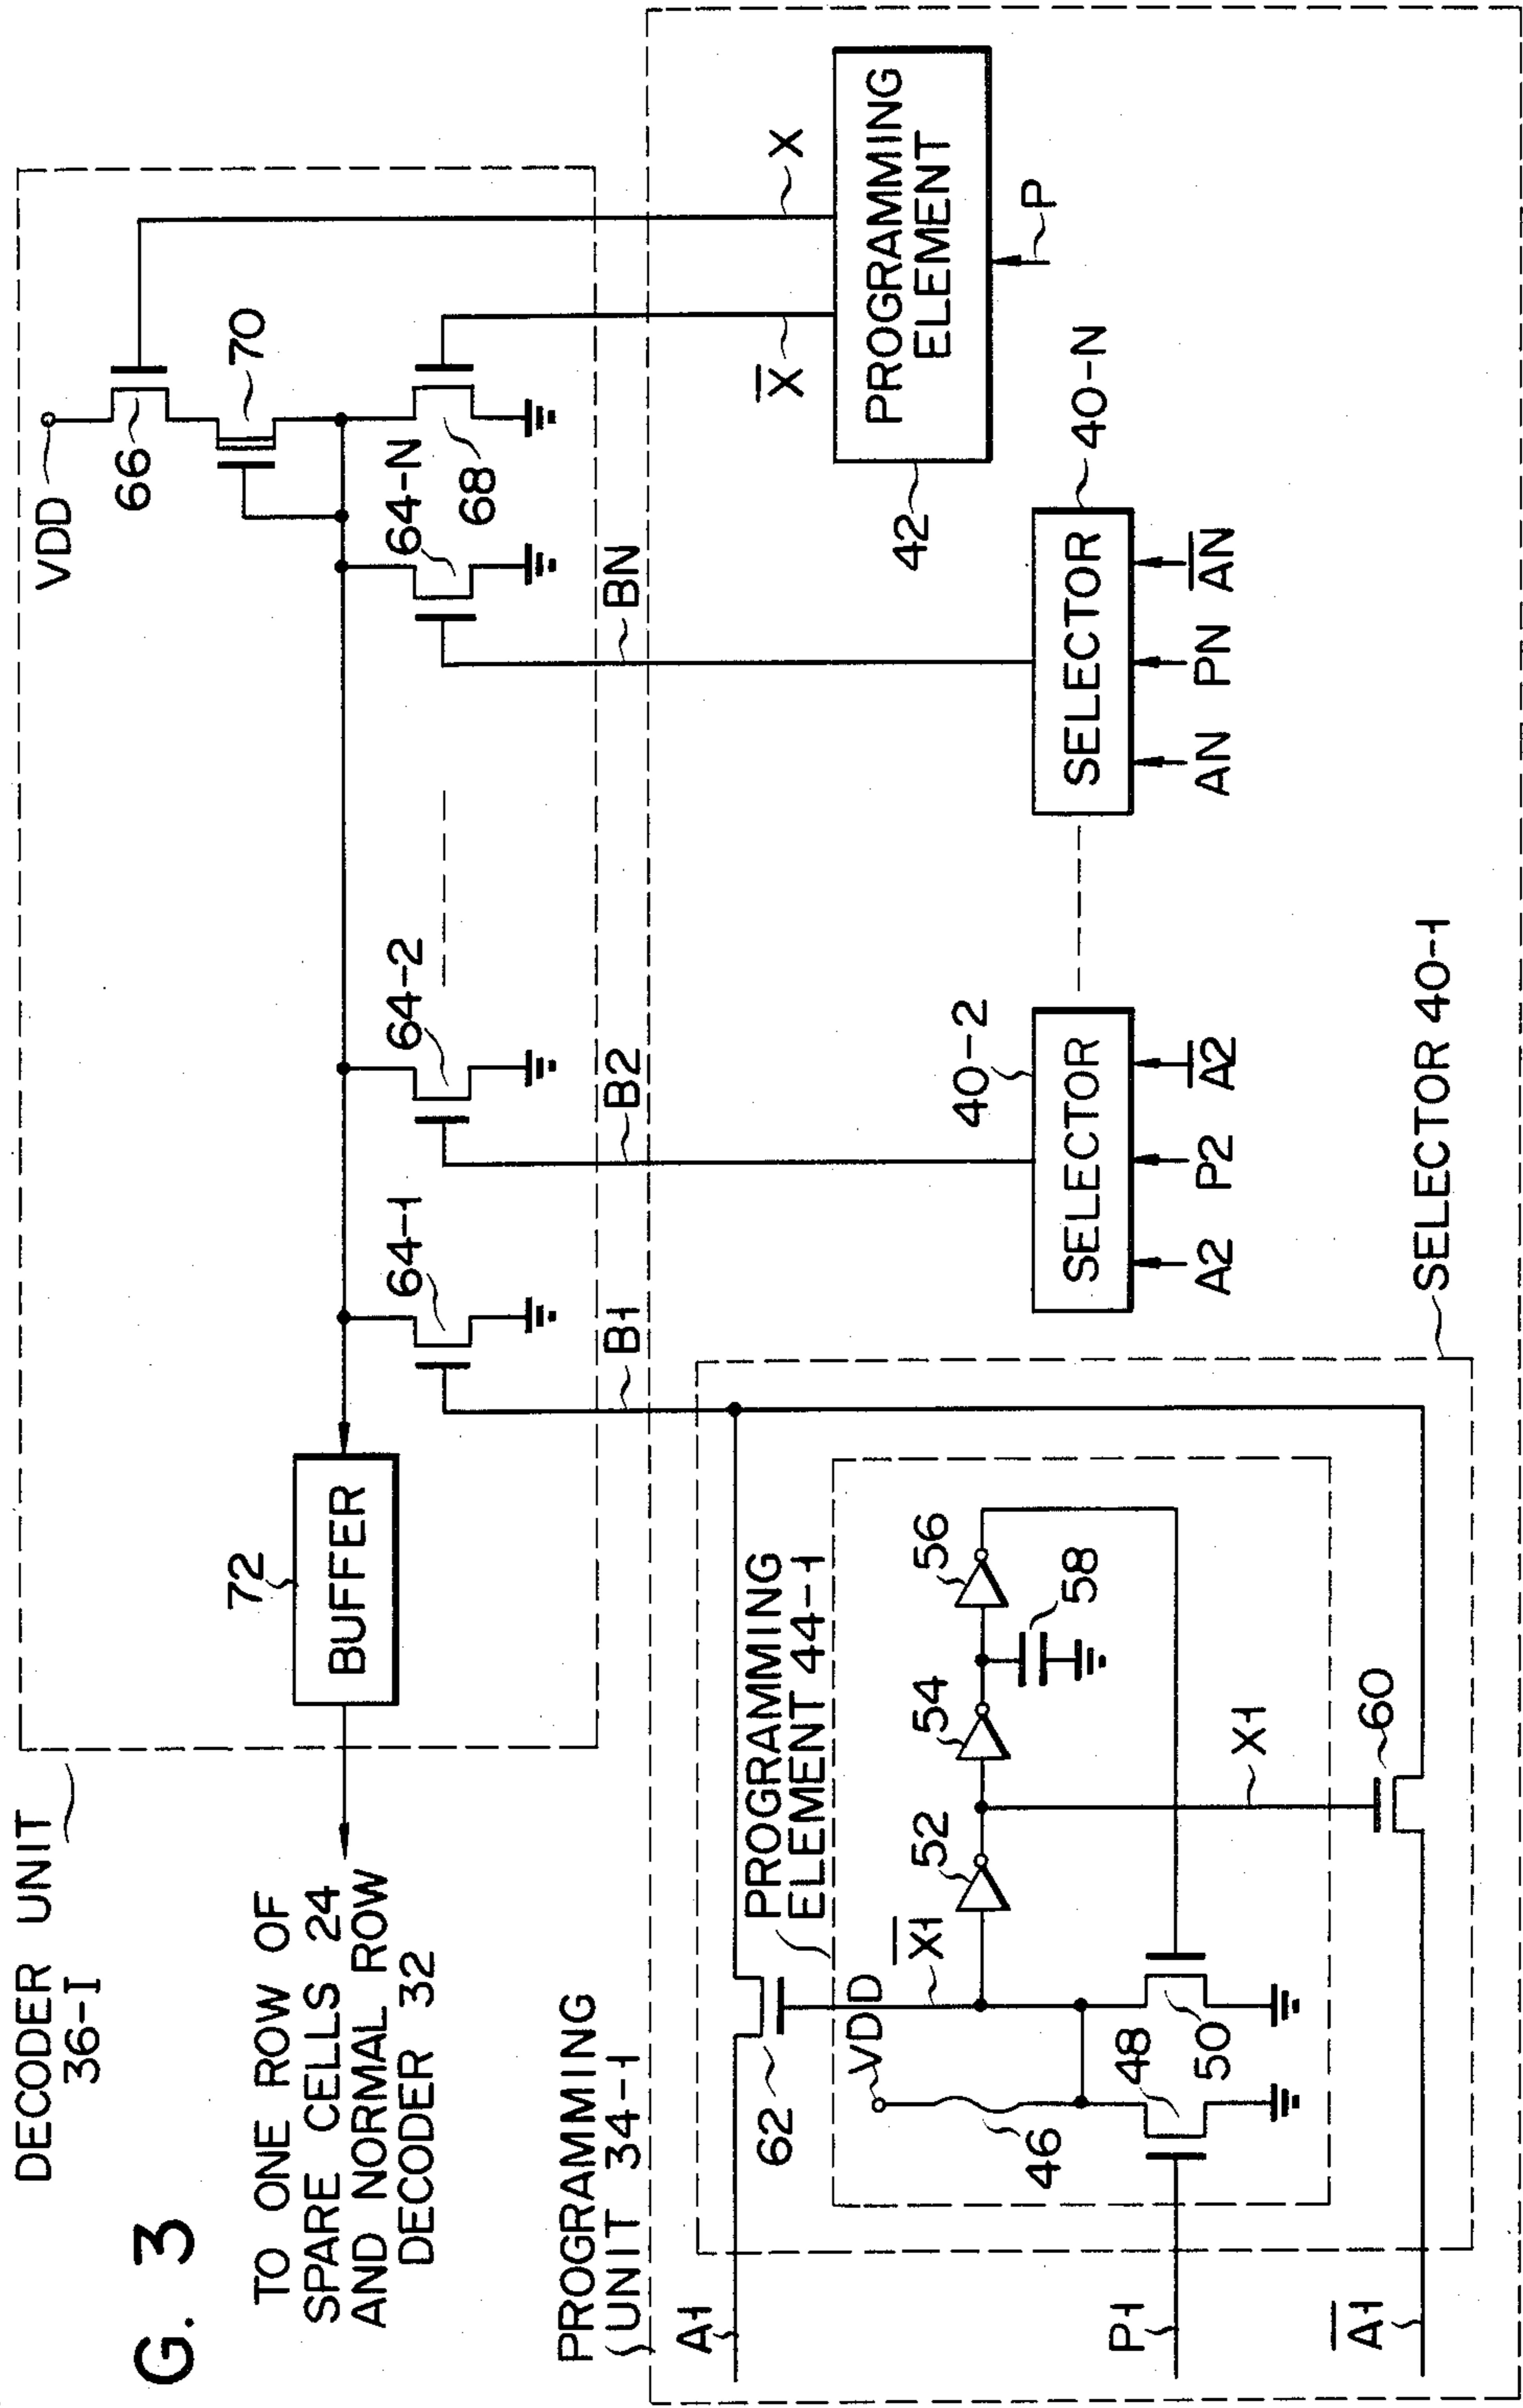 G. 3
DECODER UNIT
36-I
TO ONE ROW OF
SPARE CELLS 24
AND NORMAL ROW
DECODER 32
72
BUFFER
64-1
64-2
64-N
VDD
66
70
68
B1
B2
BN
X̅
X
PROGRAMMING
UNIT 34-1
PROGRAMMING
ELEMENT
42
P
A1
62
PROGRAMMING
ELEMENT 44-1
VDD
X̅1̅
46
48
50
52
54
56
58
P1
X1
60
A̅1̅
40-2
SELECTOR
A2
P2
A̅2̅
40-N
SELECTOR
AN
PN
A̅N̅
SELECTOR 40-1